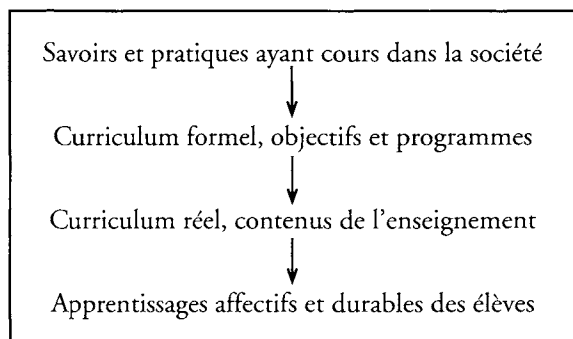 Savoirs et pratiques ayant cours dans la société
Curriculum formel, objectifs et programmes
Curriculum réel, contenus de l'enseignement
Apprentissages affectifs et durables des élèves